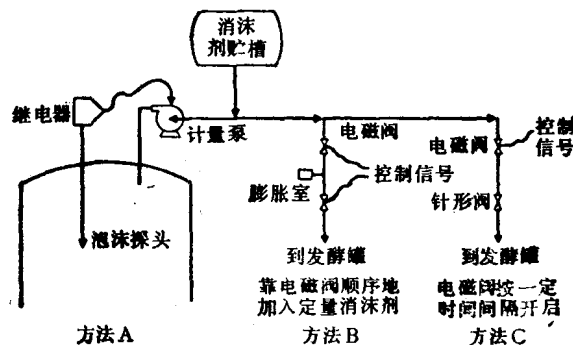 消沫
剂贮槽
继电器
计量泵
电磁阀
电磁阀
控制
信号
控制信号
膨胀室
针形阀
泡沫探头
到发酵罐
到发酵罐
靠电磁阀顺序地
加入定量消沫剂
电磁阀按一定
时间间隔开启
方法A
方法B
方法C